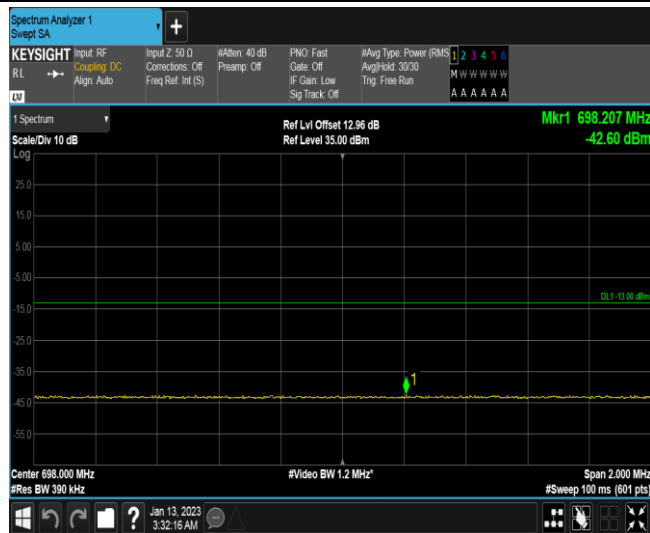 Spectrum Analyzer 1
Swept SA
+
KEYSIGHT
RL
LXI
Input: RF
Coupling: DC
Align: Auto
Input Z: 50 Ω
Corrections: Off
Freq Ref: Int (S)
#Atten: 40 dB
Preamp: Off
PNO: Fast
Gate: Off
IF Gain: Low
Sig Track: Off
#Avg Type: Power (RMS
Avg|Hold: 30/30
Trig: Free Run
1 2 3 4 5 6
M W W W W W
A A A A A A
1 Spectrum
Scale/Div 10 dB
Log
Ref Lvl Offset 12.96 dB
Ref Level 35.00 dBm
Mkr1 698.207 MHz
-42.60 dBm
25.0
15.0
5.00
-5.00
DL1 -13.00 dBm
-15.0
-25.0
-35.0
1
-45.0
-55.0
Center 698.000 MHz
#Res BW 390 kHz
#Video BW 1.2 MHz*
Span 2.000 MHz
#Sweep 100 ms (601 pts)
?
Jan 13, 2023
3:32:16 AM